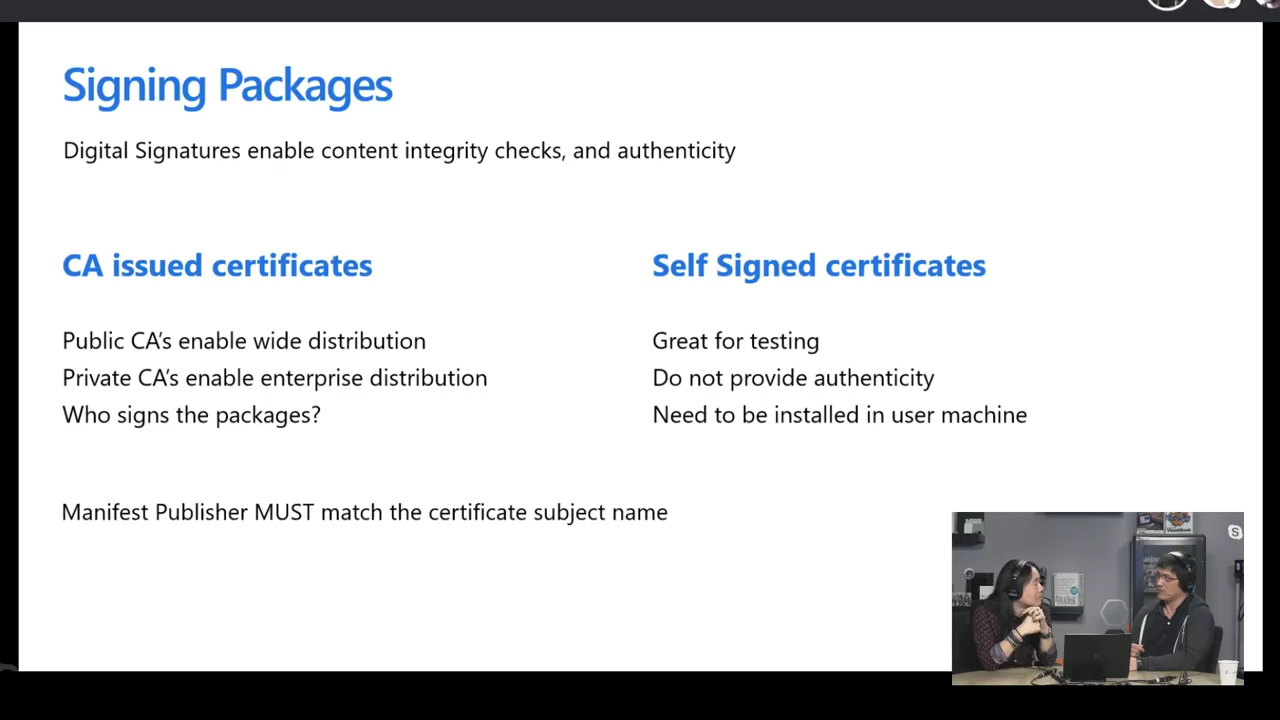 Signing Packages
Digital Signatures enable content integrity checks, and authenticity
CA issued certificates
Public CA's enable wide distribution
Private CA's enable enterprise distribution
Who signs the packages?
Self Signed certificates
Great for testing
Do not provide authenticity
Need to be installed in user machine
Manifest Publisher MUST match the certificate subject name